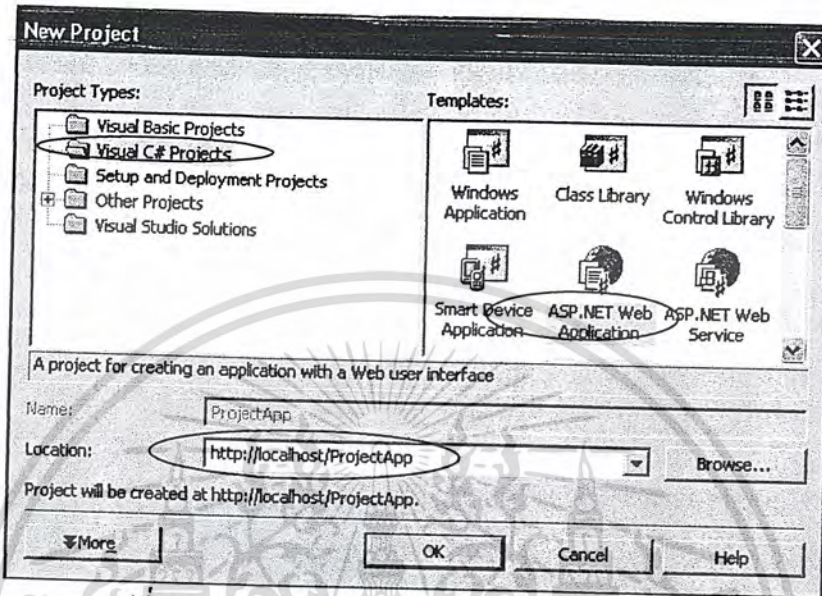 New Project
Project Types:
Visual Basic Projects
Visual C# Projects
Setup and Deployment Projects
Other Projects
Visual Studio Solutions
Templates:
Windows
Application
Class Library
Windows
Control Library
Smart Device
Application
ASP.NET Web
Application
ASP.NET Web
Service
A project for creating an application with a Web user interface
Name:
ProjectApp
Location:
http://localhost/ProjectApp
Browse...
Project will be created at http://localhost/ProjectApp.
More
OK
Cancel
Help